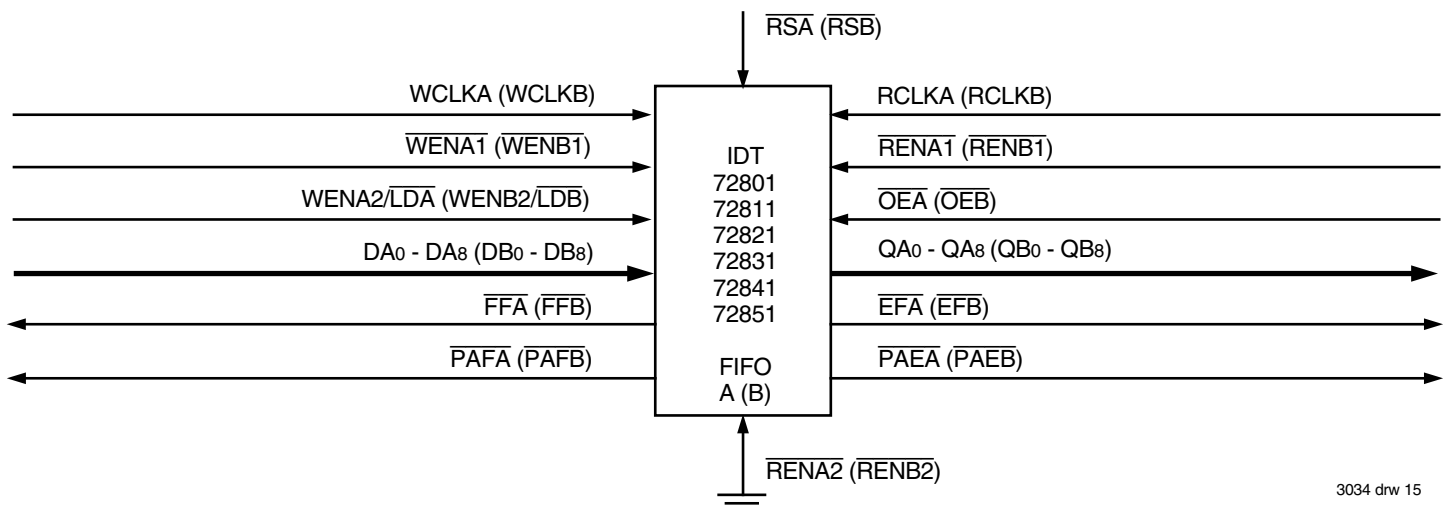 RSA (RSB)
WCLKA (WCLKB)
RCLKA (RCLKB)
WENA1 (WENB1)
RENA1 (RENB1)
WENA2/LDA (WENB2/LDB)
OEA (OEB)
DA0 - DA8 (DB0 - DB8)
QA0 - QA8 (QB0 - QB8)
FFA (FFB)
EFA (EFB)
PAFA (PAFB)
PAEA (PAEB)
IDT
72801
72811
72821
72831
72841
72851
FIFO
A (B)
RENA2 (RENB2)
3034 drw 15